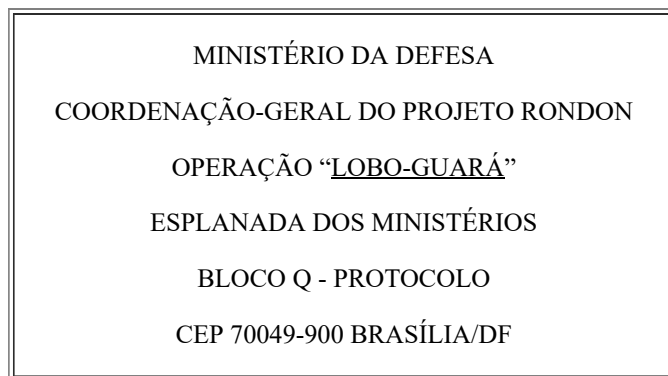 MINISTÉRIO DA DEFESA
COORDENAÇÃO-GERAL DO PROJETO RONDON
OPERAÇÃO “LOBO-GUARÁ”
ESPLANADA DOS MINISTÉRIOS
BLOCO Q - PROTOCOLO
CEP 70049-900 BRASÍLIA/DF